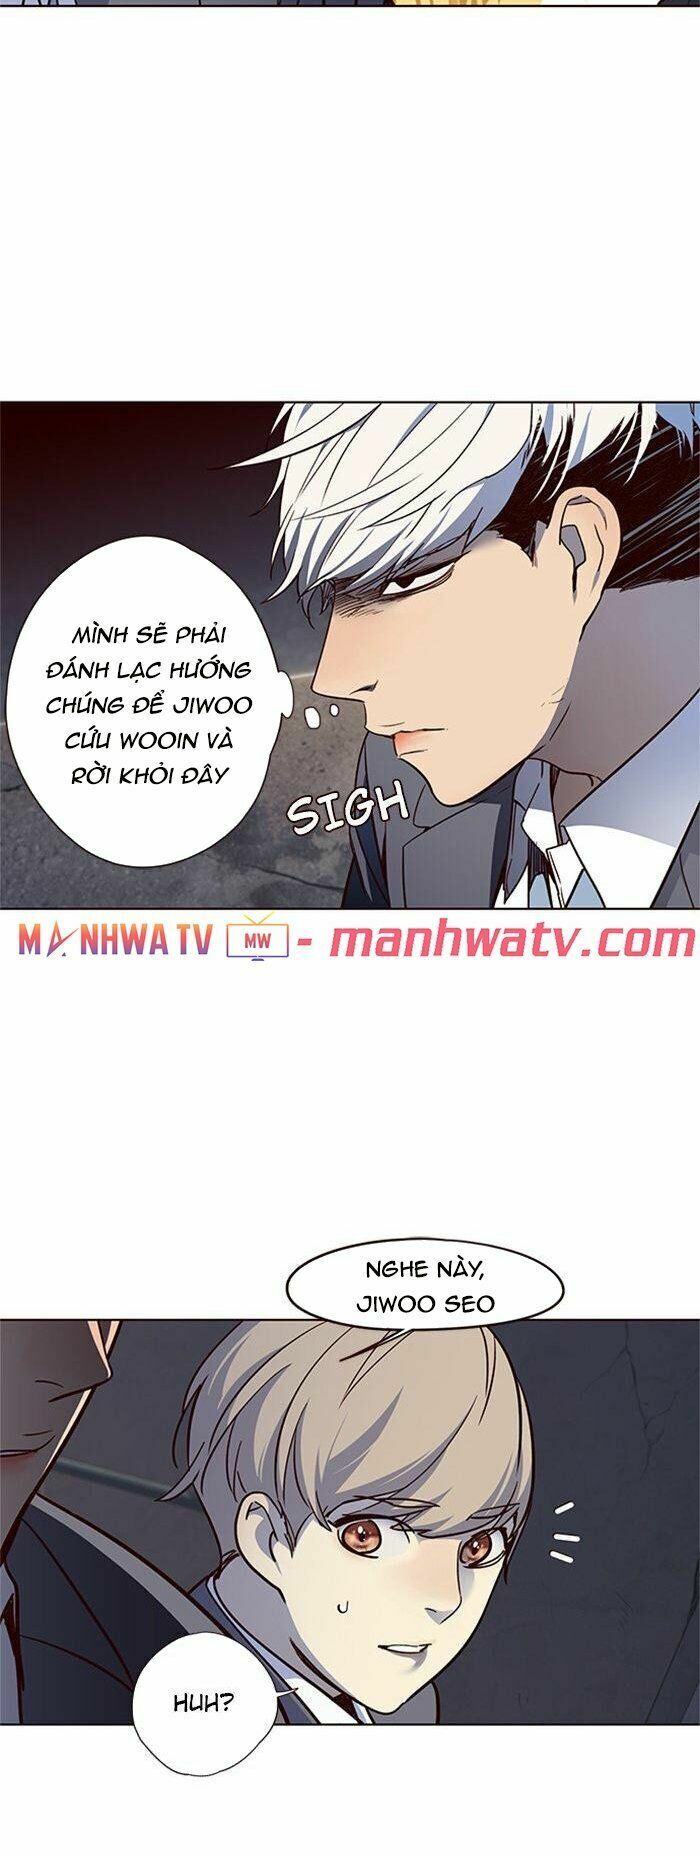 MÌNH SẼ PHẢI
ĐÁNH LẠC HƯỚNG
CHÚNG ĐỂ JIWOO
CỨU WOOIN VÀ
RỜI KHỎI ĐÂY
SIGH
MANHWA TV MW - manhwatv.com
NGHE NÀY,
JIWOO SEO
HUH?